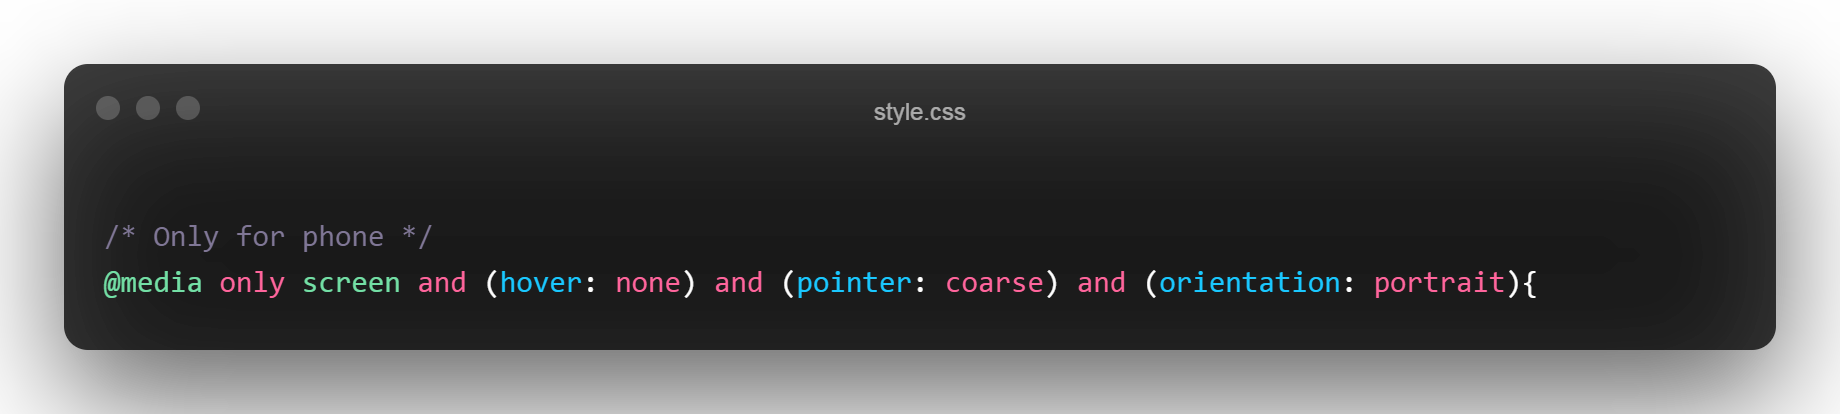 style.css
/* Only for phone */
@media only screen and (hover: none) and (pointer: coarse) and (orientation: portrait){